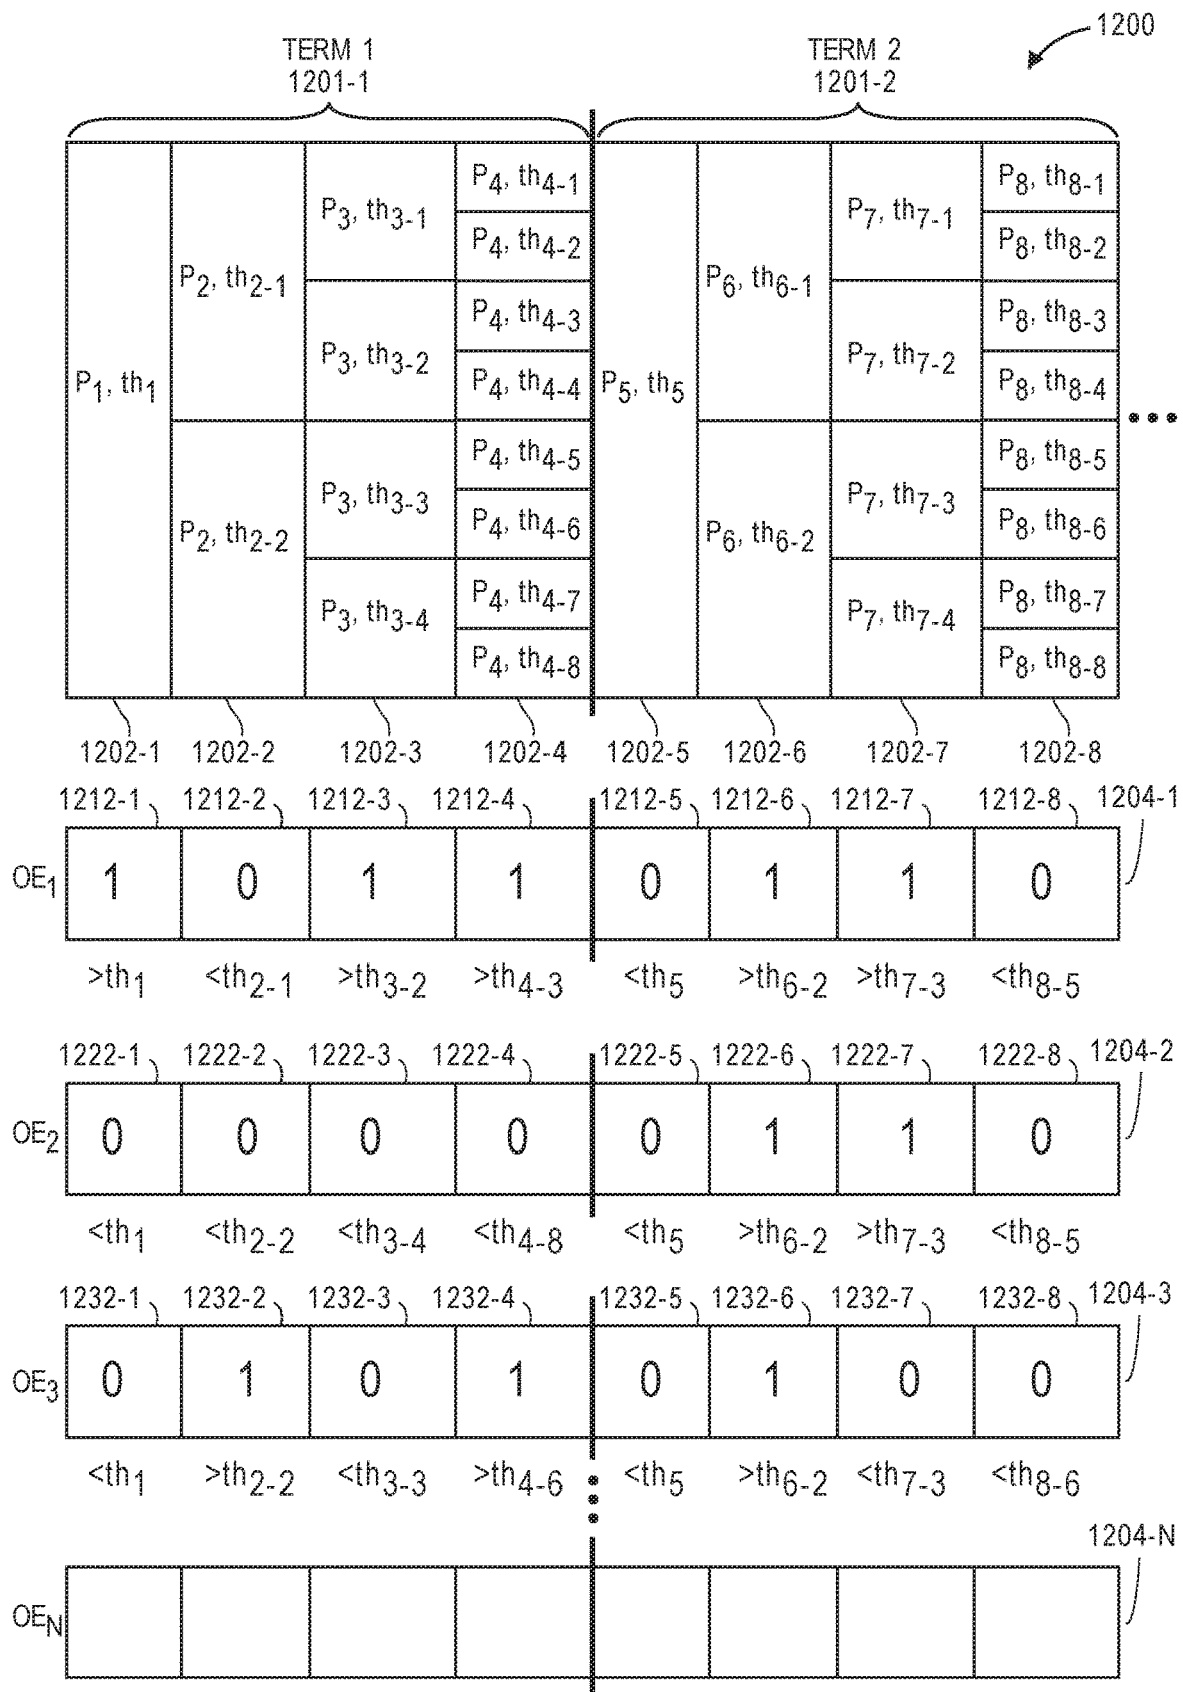 1200
TERM 1 TERM 2
1201-1 1201-2
P1, th1 P2, th2-1 P3, th3-1 P4, th4-1 P5, th5 P6, th6-1 P7, th7-1 P8, th8-1
P4, th4-2 P8, th8-2
P3, th3-2 P4, th4-3 P7, th7-2 P8, th8-3
P4, th4-4 P8, th8-4
P2, th2-2 P3, th3-3 P4, th4-5 P6, th6-2 P7, th7-3 P8, th8-5
P4, th4-6 P8, th8-6
P3, th3-4 P4, th4-7 P7, th7-4 P8, th8-7
P4, th4-8 P8, th8-8
1202-1 1202-2 1202-3 1202-4 1202-5 1202-6 1202-7 1202-8
1212-1 1212-2 1212-3 1212-4 1212-5 1212-6 1212-7 1212-8 1204-1
OE1 1 0 1 1 0 1 1 0
>th1 <th2-1 >th3-2 >th4-3 <th5 >th6-2 >th7-3 <th8-5
1222-1 1222-2 1222-3 1222-4 1222-5 1222-6 1222-7 1222-8 1204-2
OE2 0 0 0 0 0 1 1 0
<th1 <th2-2 <th3-4 <th4-8 <th5 >th6-2 >th7-3 <th8-5
1232-1 1232-2 1232-3 1232-4 1232-5 1232-6 1232-7 1232-8 1204-3
OE3 0 1 0 1 0 1 0 0
<th1 >th2-2 <th3-3 >th4-6 <th5 >th6-2 <th7-3 <th8-6
1204-N
OEN